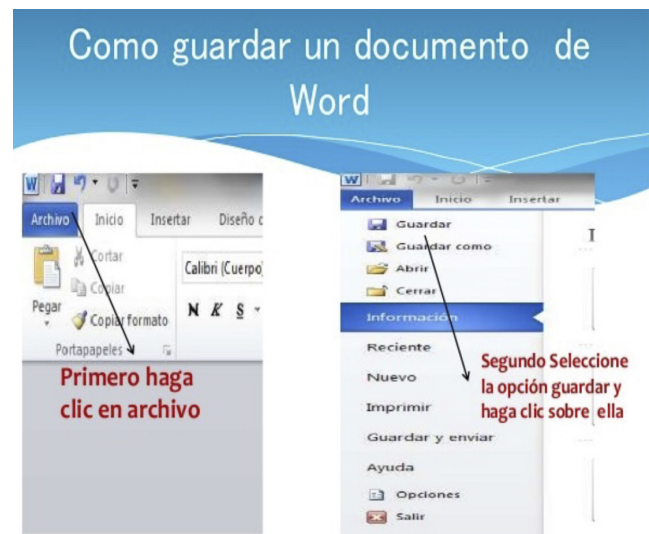 Como guardar un documento de
Word
W
Archivo Inicio Insertar Diseño
Cortar
Copiar
Pegar
Copiar formato
Portapapeles
Calibri (Cuerpo
N K S
Primero haga
clic en archivo
W
Archivo Inicio Insertar
Guardar
Guardar como
Abrir
Cerrar
Información
Reciente
Nuevo
Imprimir
Guardar y enviar
Ayuda
Opciones
Salir
I
Segundo Seleccione
la opción guardar y
haga clic sobre ella